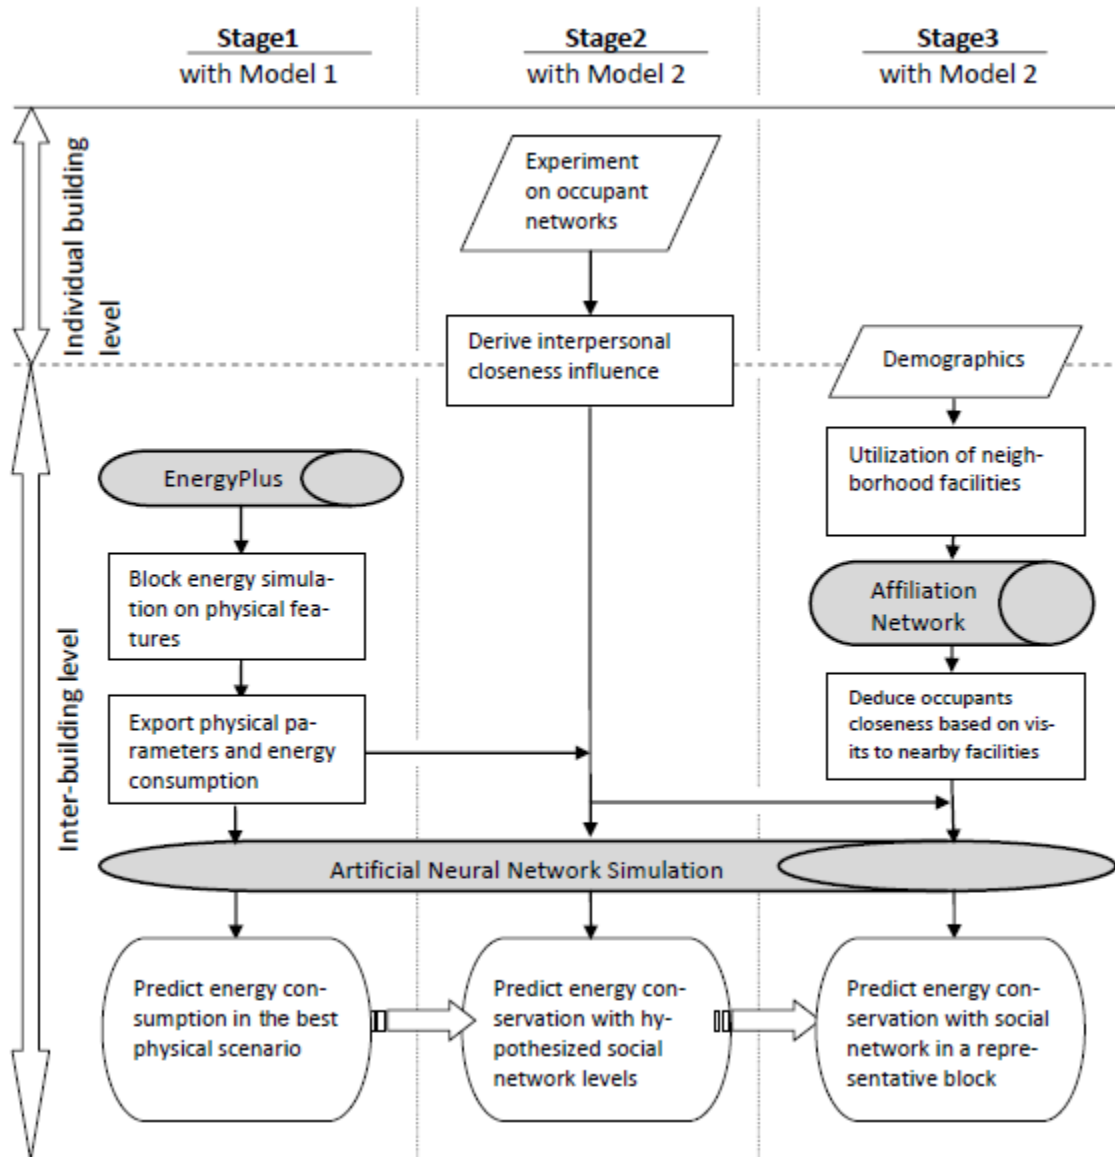 Stage1
with Model 1
Stage2
with Model 2
Stage3
with Model 2
Individual building
level
Inter-building level
Experiment
on occupant
networks
Derive interpersonal
closeness influence
Demographics
Utilization of neigh-
borhood facilities
EnergyPlus
Block energy simula-
tion on physical fea-
tures
Affiliation
Network
Export physical pa-
rameters and energy
consumption
Deduce occupants
closeness based on vis-
its to nearby facilities
Artificial Neural Network Simulation
Predict energy con-
sumption in the best
physical scenario
Predict energy con-
servation with hy-
pothesized social
network levels
Predict energy con-
servation with social
network in a repre-
sentative block